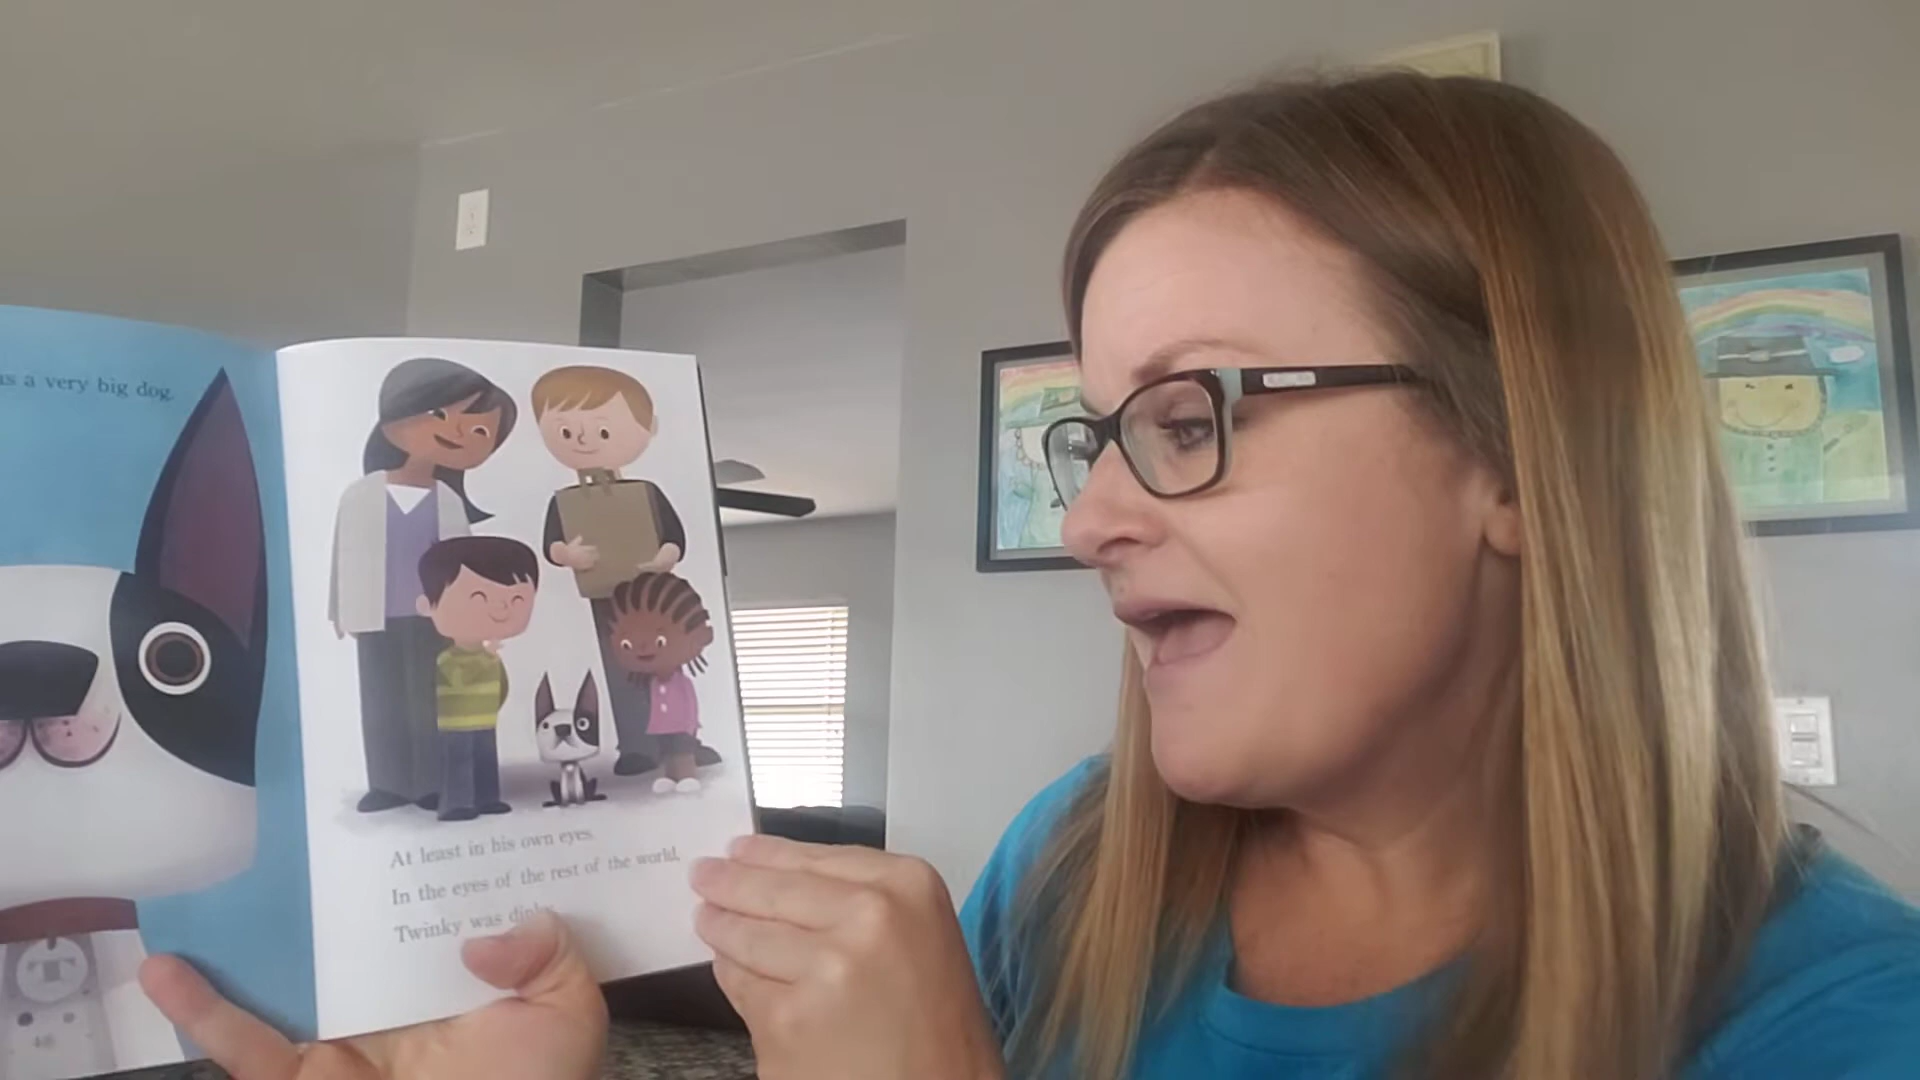 a very big dog.
At least in his own eyes.
In the eyes of the rest of the world,
Twinky was dinky.
T